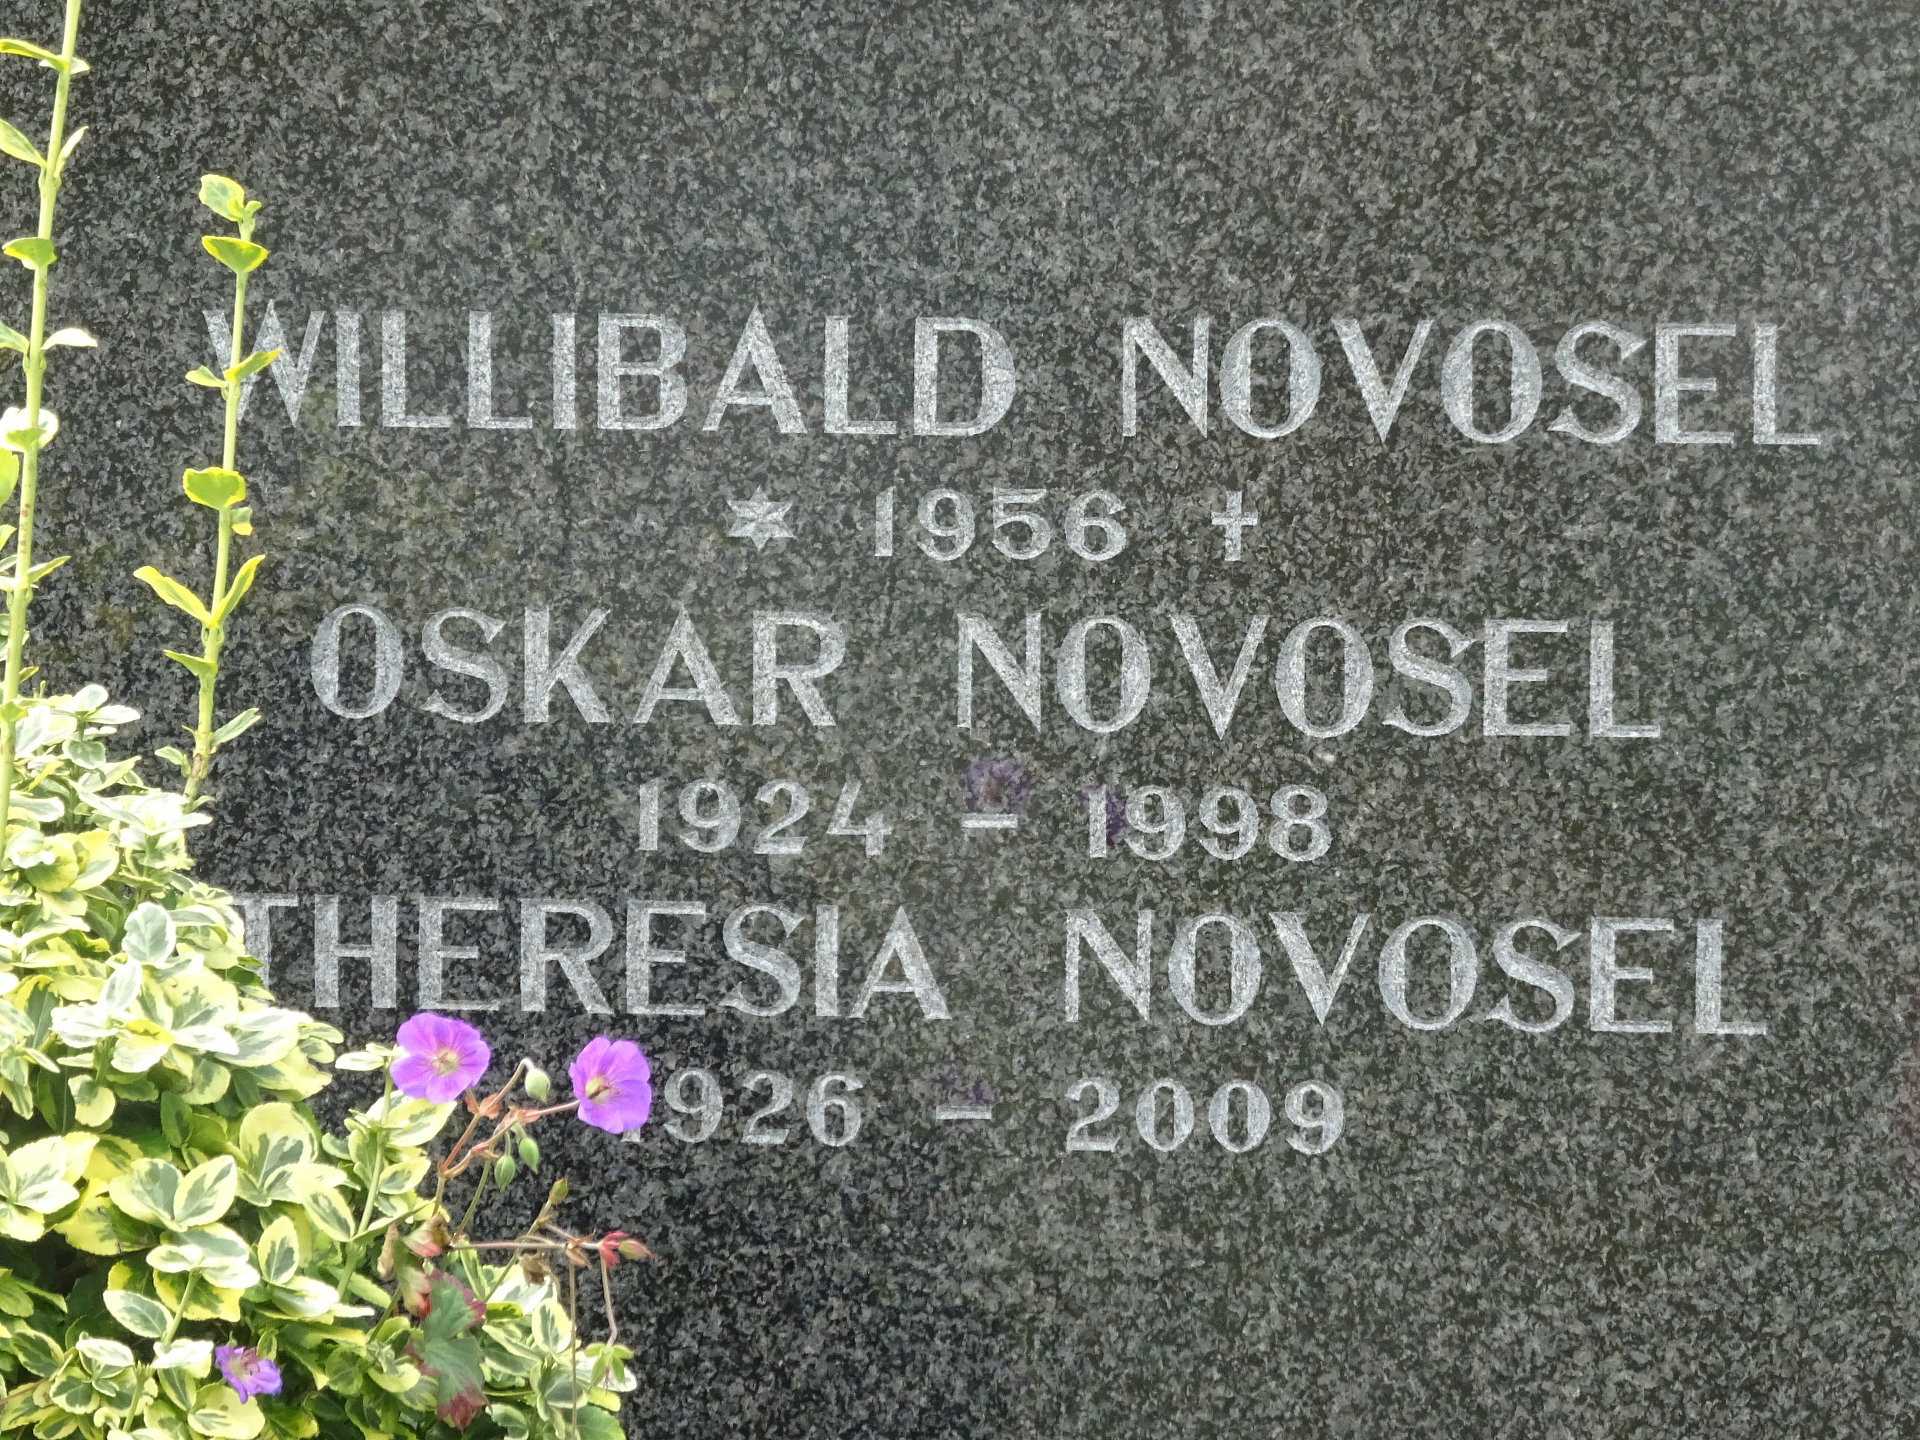 WILLIBALD NOVOSEL
* 1956 †
OSKAR NOVOSEL
1924 – 1998
THERESIA NOVOSEL
1926 – 2009